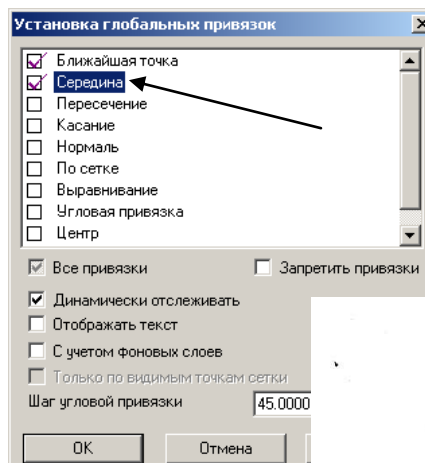 Установка глобальных привязок
Ближайшая точка
Середина
Пересечение
Касание
Нормаль
По сетке
Выравнивание
Угловая привязка
Центр
Все привязки Запретить привязки
Динамически отслеживать
Отображать текст
С учетом фоновых слоев
Только по видимым точкам сетки
Шаг угловой привязки 45.0000
OK Отмена